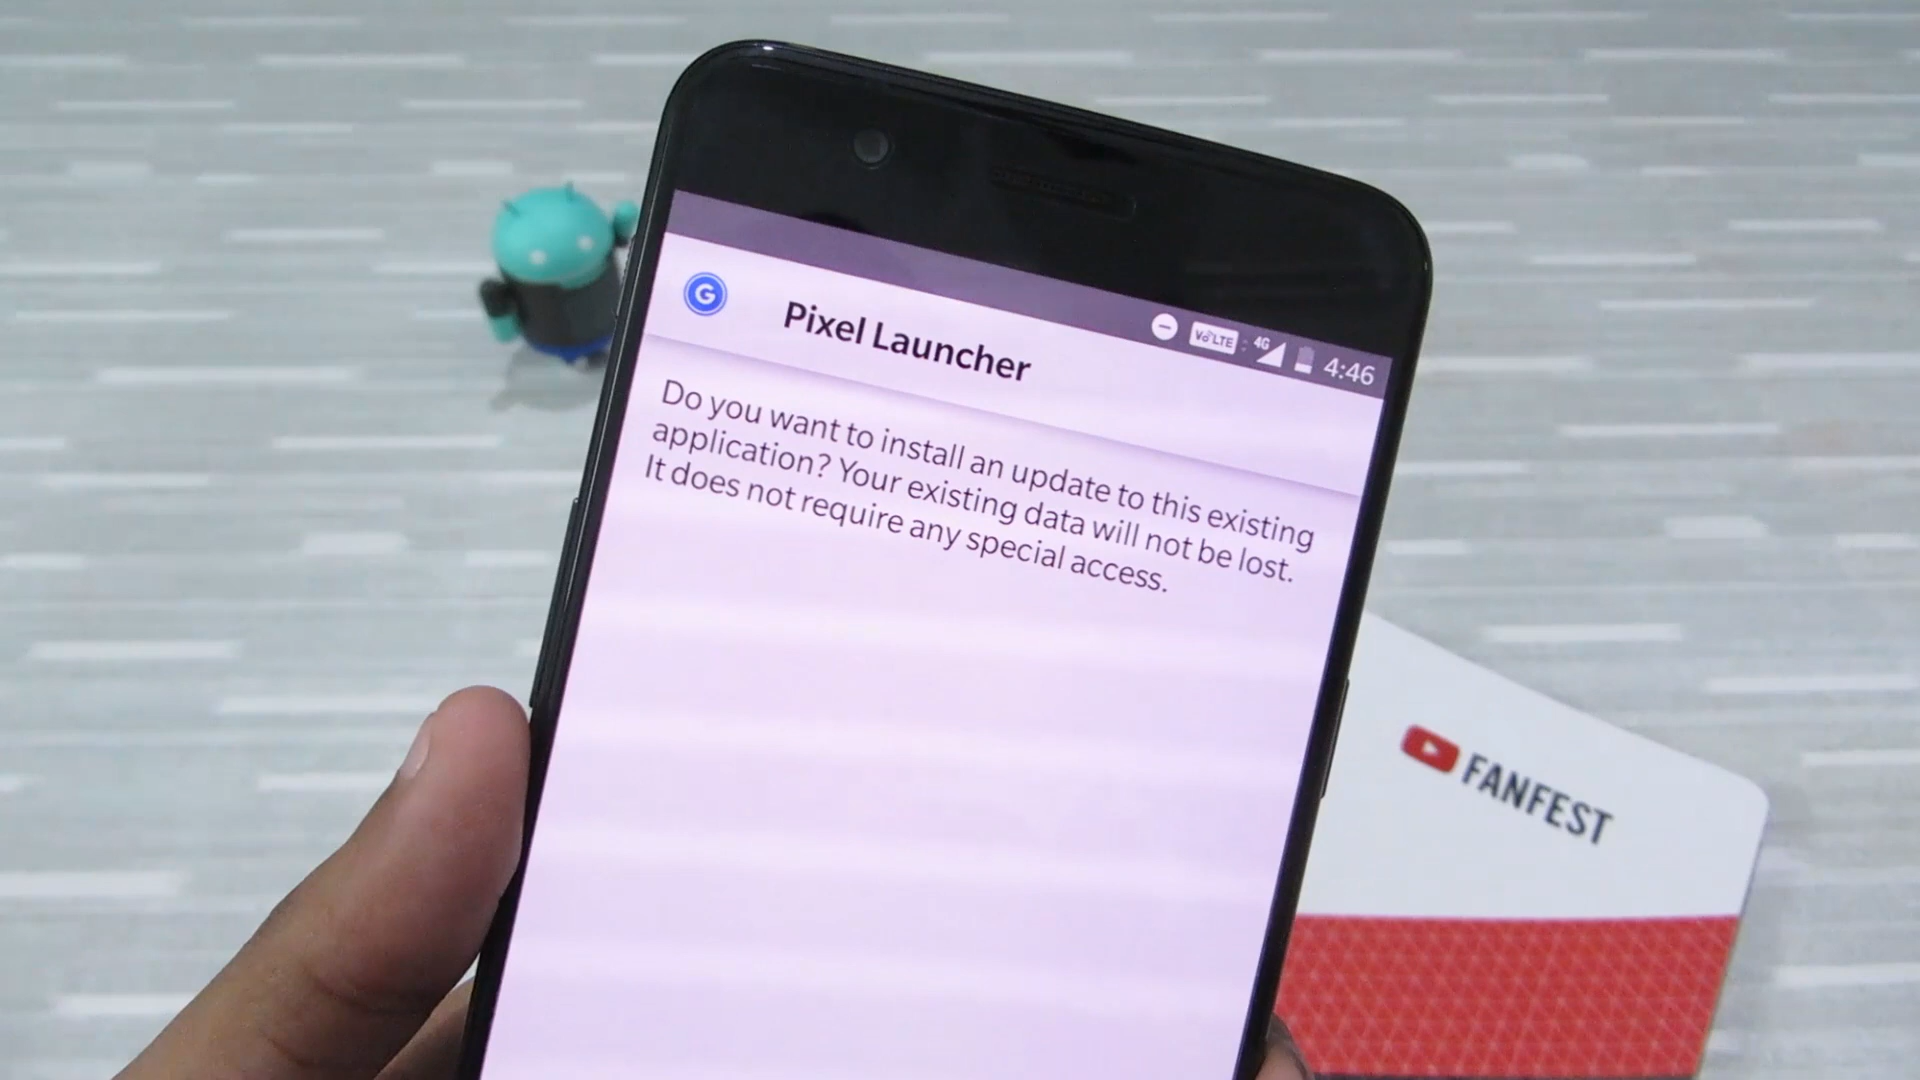 VoLTE 4G 4:46
G Pixel Launcher
Do you want to install an update to this existing
application? Your existing data will not be lost.
It does not require any special access.
FANFEST